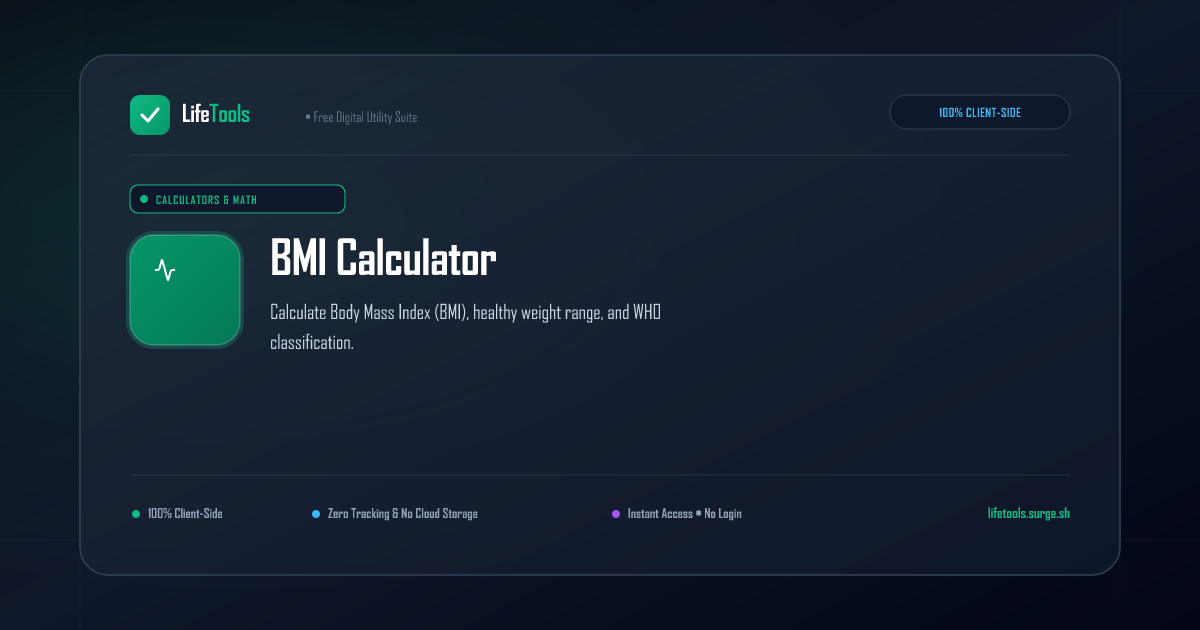 LifeTools
▪ Free Digital Utility Suite
100% CLIENT-SIDE
CALCULATORS & MATH
BMI Calculator
Calculate Body Mass Index (BMI), healthy weight range, and WHO
classification.
100% Client-Side
Zero Tracking & No Cloud Storage
Instant Access ▪ No Login
lifetools.surge.sh